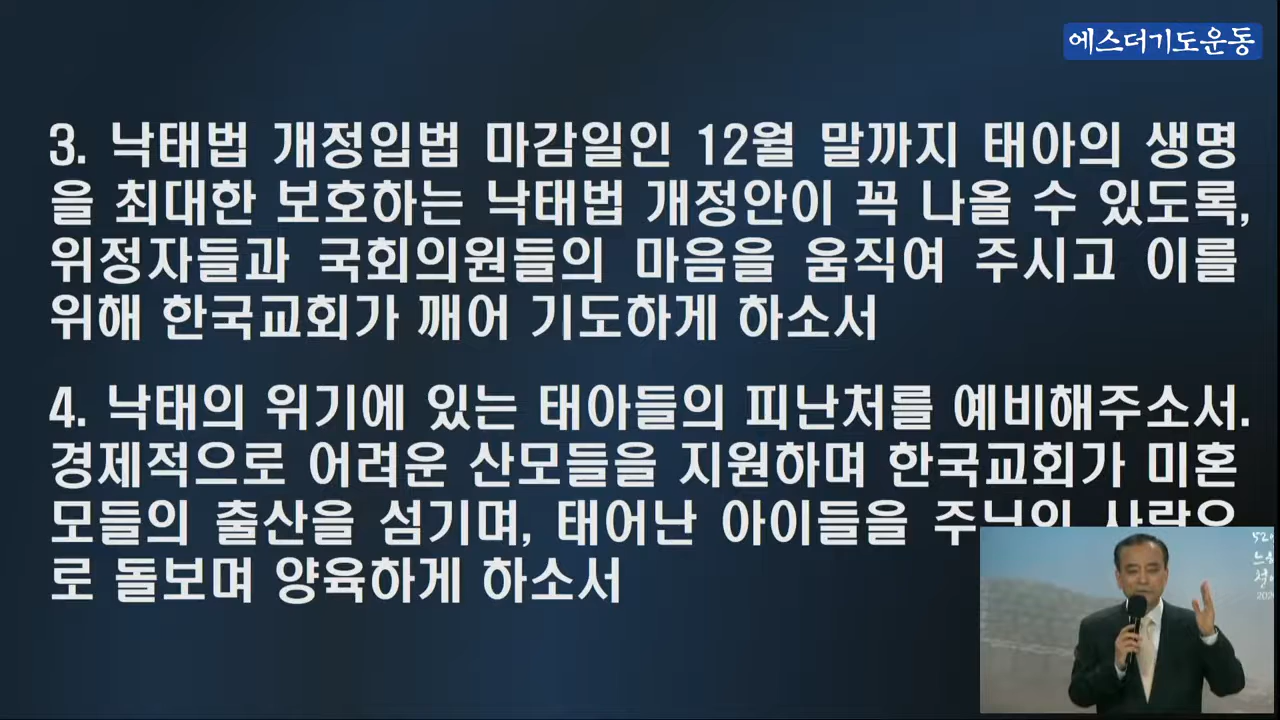 에스더기도운동
3. 낙태법 개정입법 마감일인 12월 말까지 태아의 생명
을 최대한 보호하는 낙태법 개정안이 꼭 나올 수 있도록,
위정자들과 국회의원들의 마음을 움직여 주시고 이를
위해 한국교회가 깨어 기도하게 하소서
4. 낙태의 위기에 있는 태아들의 피난처를 예비해주소서.
경제적으로 어려운 산모들을 지원하며 한국교회가 미혼
모들의 출산을 섬기며, 태어난 아이들을 주님의 사랑으
로 돌보며 양육하게 하소서